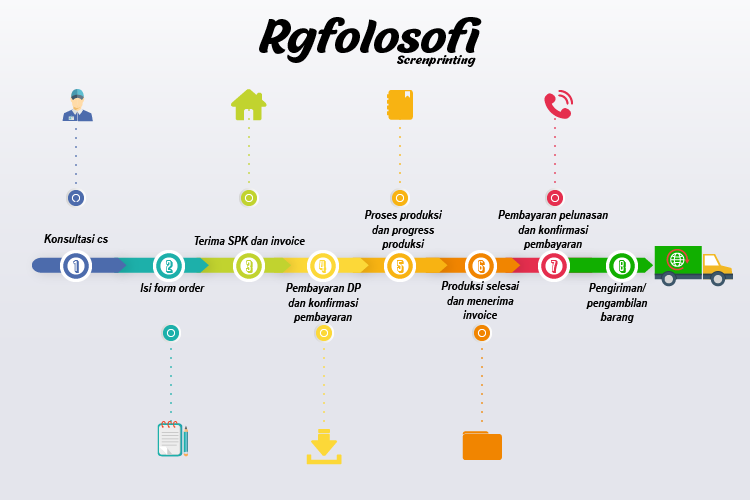 Rgfolosofi
Screnprinting
Konsultasi cs
1
Isi form order
2
Terima SPK dan invoice
3
Pembayaran DP
dan konfirmasi
pembayaran
4
Proses produksi
dan progress
produksi
5
Produksi selesai
dan menerima
invoice
6
Pembayaran pelunasan
dan konfirmasi
pembayaran
7
Pengiriman/
pengambilan
barang
8